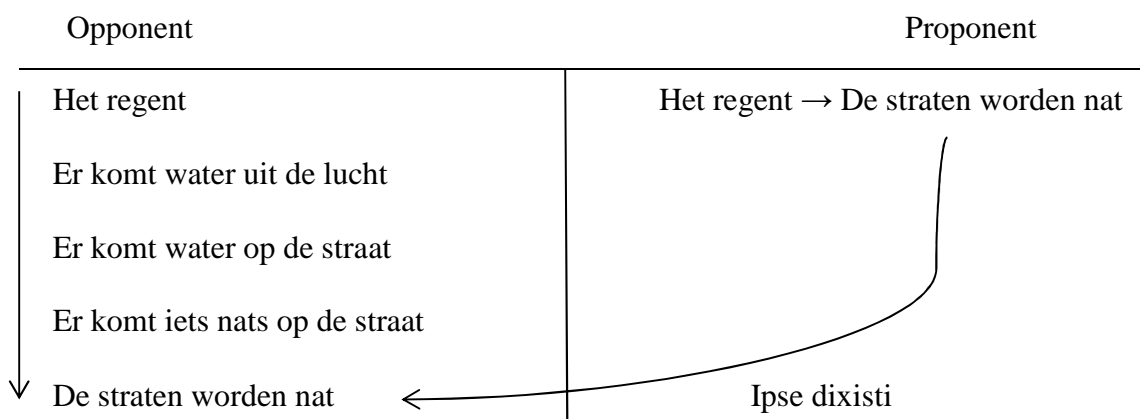 Opponent Proponent
Het regent Het regent → De straten worden nat
Er komt water uit de lucht
Er komt water op de straat
Er komt iets nats op de straat
De straten worden nat Ipse dixisti